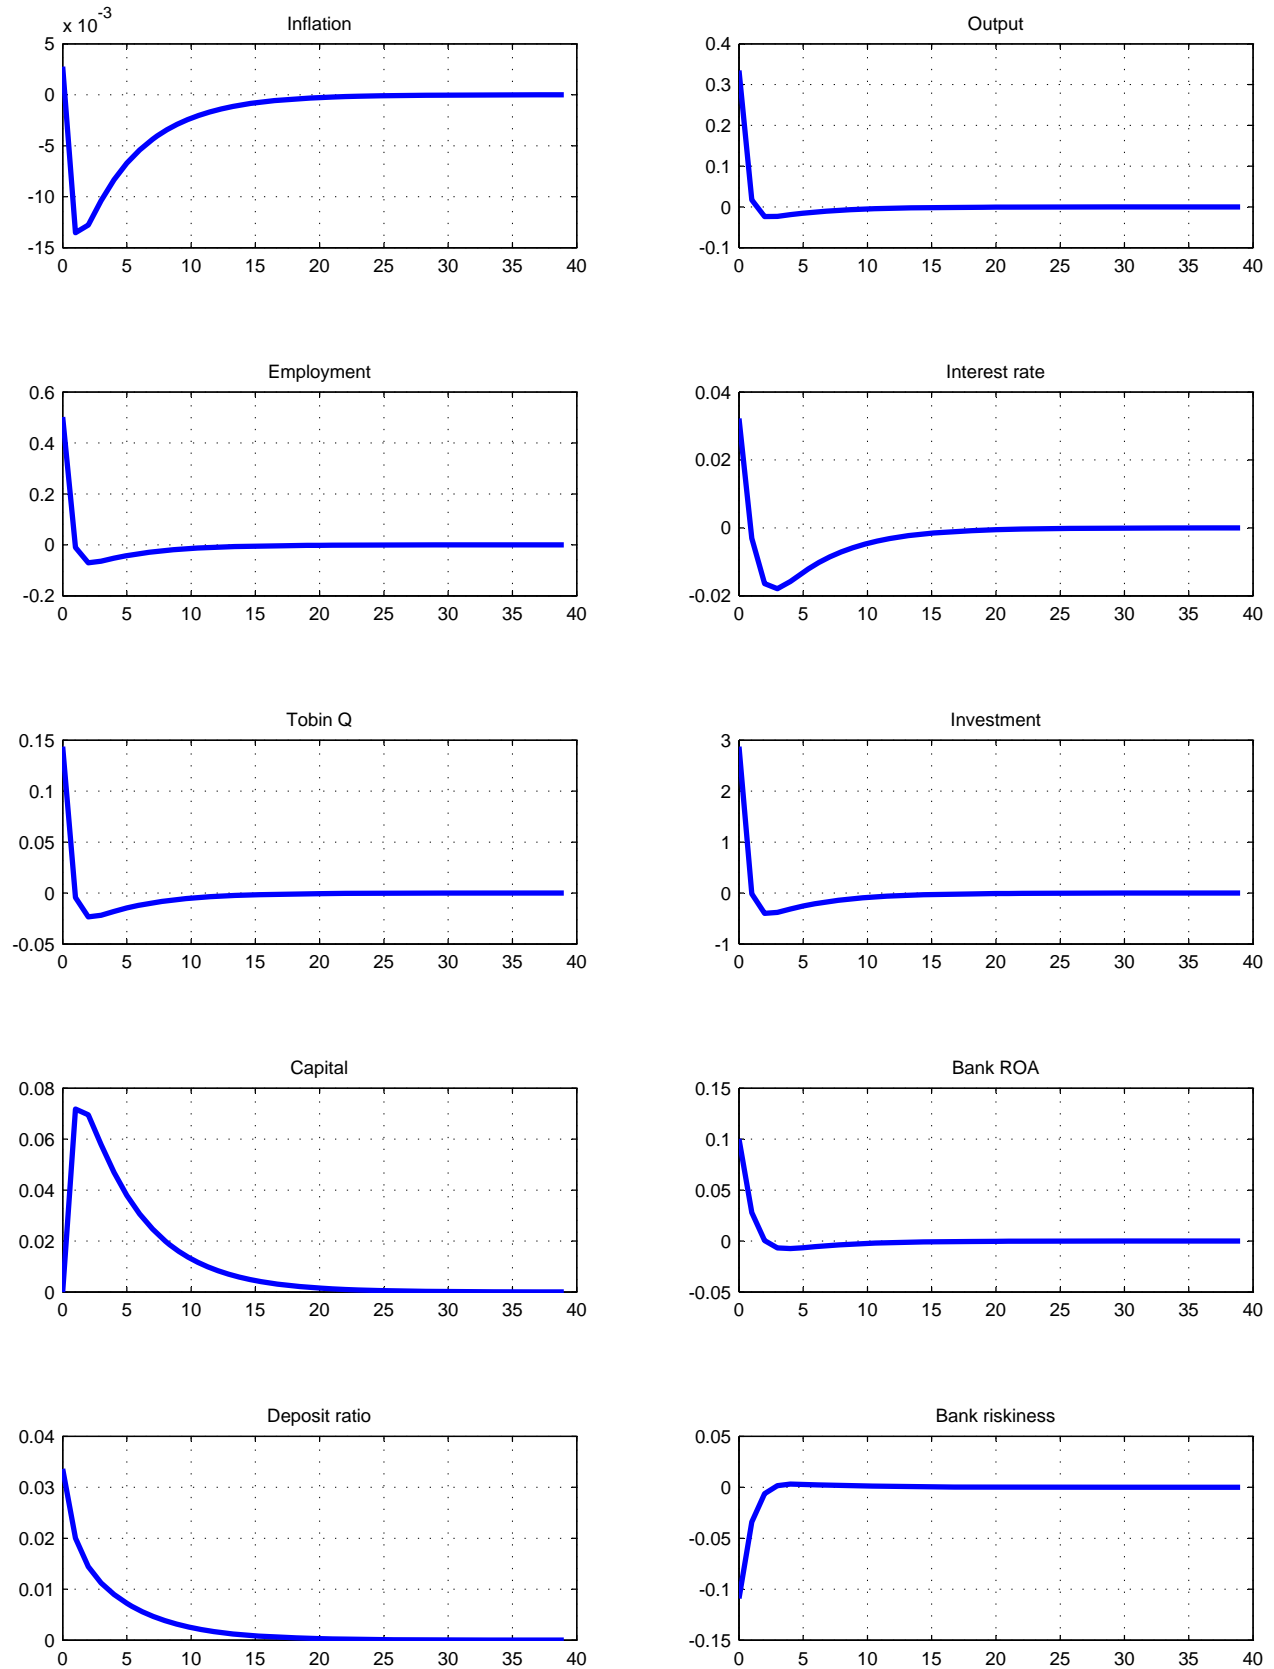 x 10-3
Inflation
5
0
-5
-10
-15
0 5 10 15 20 25 30 35 40
Output
0.4
0.3
0.2
0.1
0
-0.1
0 5 10 15 20 25 30 35 40
Employment
0.6
0.4
0.2
0
-0.2
0 5 10 15 20 25 30 35 40
Interest rate
0.04
0.02
0
-0.02
0 5 10 15 20 25 30 35 40
Tobin Q
0.15
0.1
0.05
0
-0.05
0 5 10 15 20 25 30 35 40
Investment
3
2
1
0
-1
0 5 10 15 20 25 30 35 40
Capital
0.08
0.06
0.04
0.02
0
0 5 10 15 20 25 30 35 40
Bank ROA
0.15
0.1
0.05
0
-0.05
0 5 10 15 20 25 30 35 40
Deposit ratio
0.04
0.03
0.02
0.01
0
0 5 10 15 20 25 30 35 40
Bank riskiness
0.05
0
-0.05
-0.1
-0.15
0 5 10 15 20 25 30 35 40